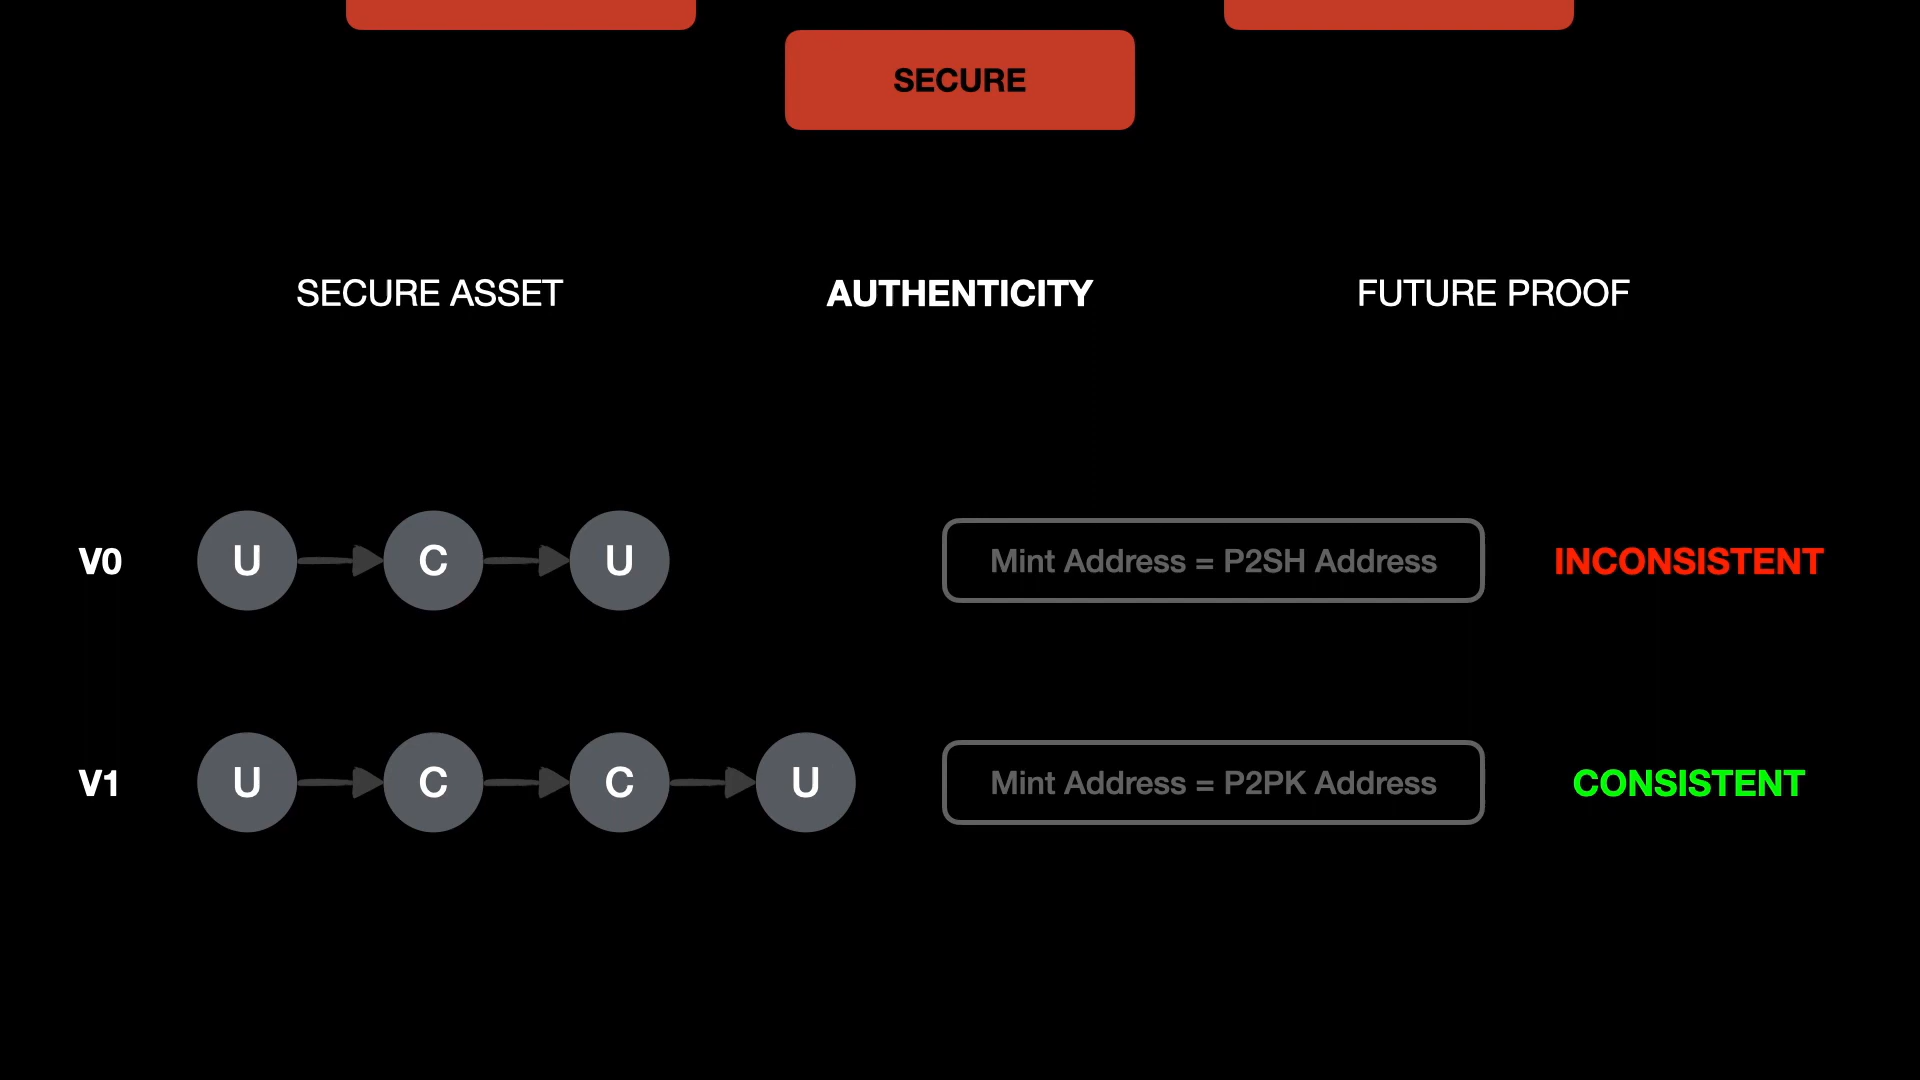 SECURE
SECURE ASSET
AUTHENTICITY
FUTURE PROOF
V0
U
C
U
Mint Address = P2SH Address
INCONSISTENT
V1
U
C
C
U
Mint Address = P2PK Address
CONSISTENT